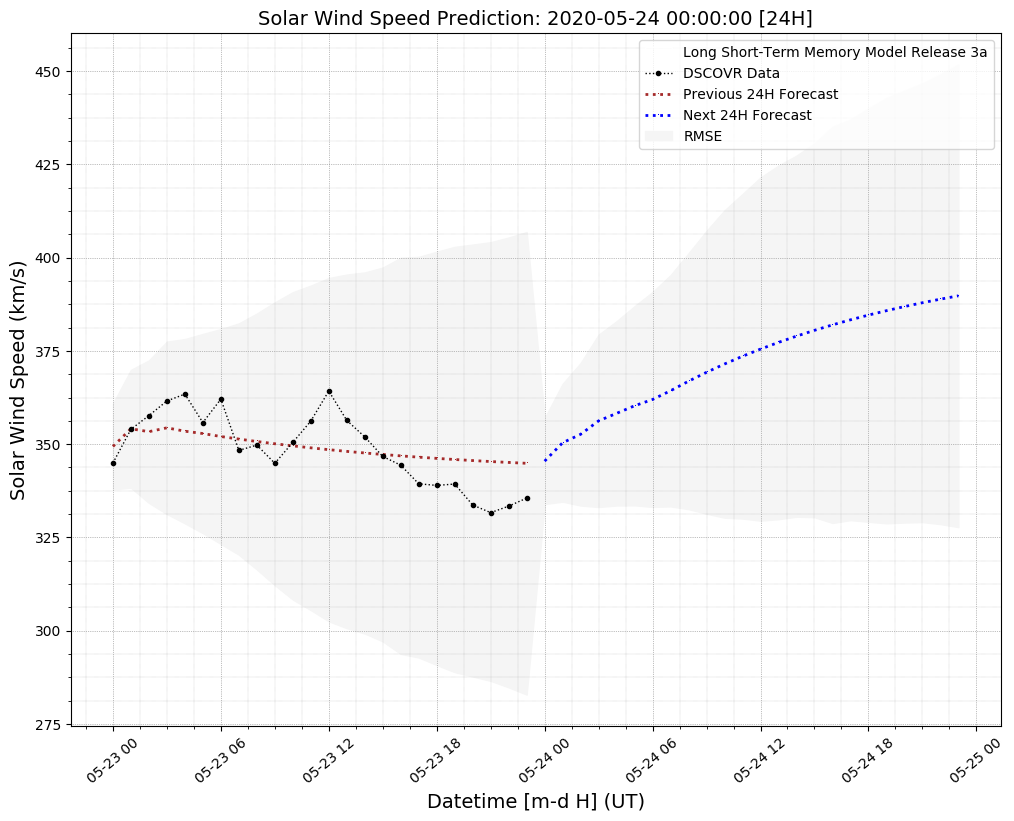 Solar Wind Speed Prediction: 2020-05-24 00:00:00 [24H]
Long Short-Term Memory Model Release 3a
DSCOVR Data
Previous 24H Forecast
Next 24H Forecast
RMSE
Solar Wind Speed (km/s)
450
425
400
375
350
325
300
275
05-23 00
05-23 06
05-23 12
05-23 18
05-24 00
05-24 06
05-24 12
05-24 18
05-25 00
Datetime [m-d H] (UT)